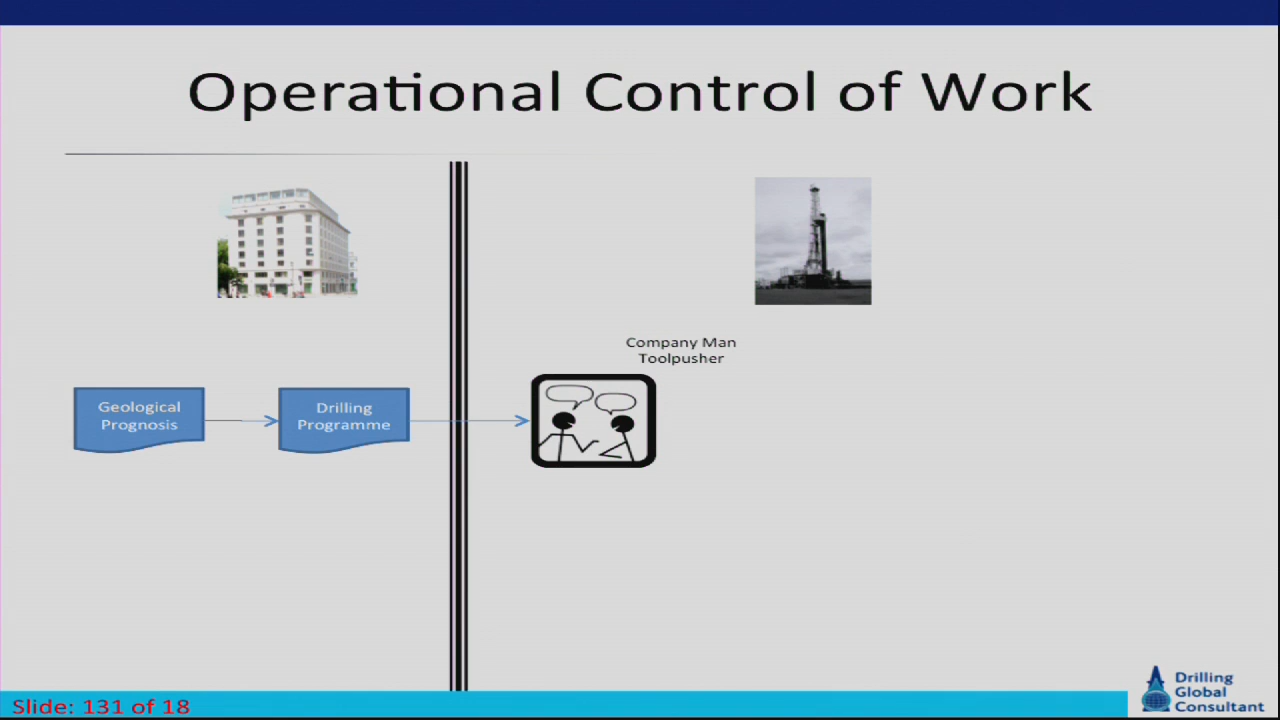 Operational Control of Work
Company Man
Toolpusher
Geological
Prognosis
Drilling
Programme
Slide: 131 of 18
Drilling
Global
Consultant